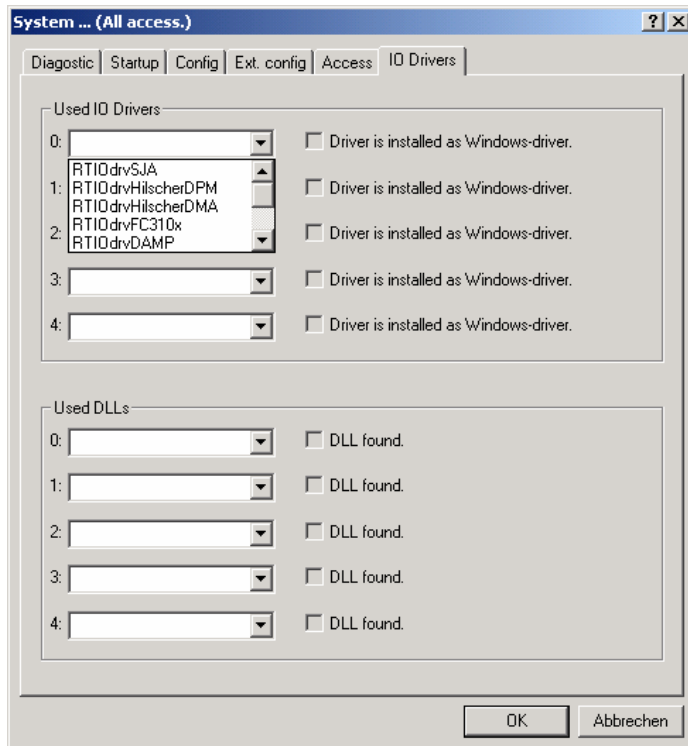 System ... (All access.)
Diagostic Startup Config Ext. config Access IO Drivers
Used IO Drivers
0: Driver is installed as Windows-driver.
RTIOdrvSJA
RTIOdrvHilscherDPM
RTIOdrvHilscherDMA
RTIOdrvFC310x
RTIOdrvDAMP
1: Driver is installed as Windows-driver.
2: Driver is installed as Windows-driver.
3: Driver is installed as Windows-driver.
4: Driver is installed as Windows-driver.
Used DLLs
0: DLL found.
1: DLL found.
2: DLL found.
3: DLL found.
4: DLL found.
OK Abbrechen